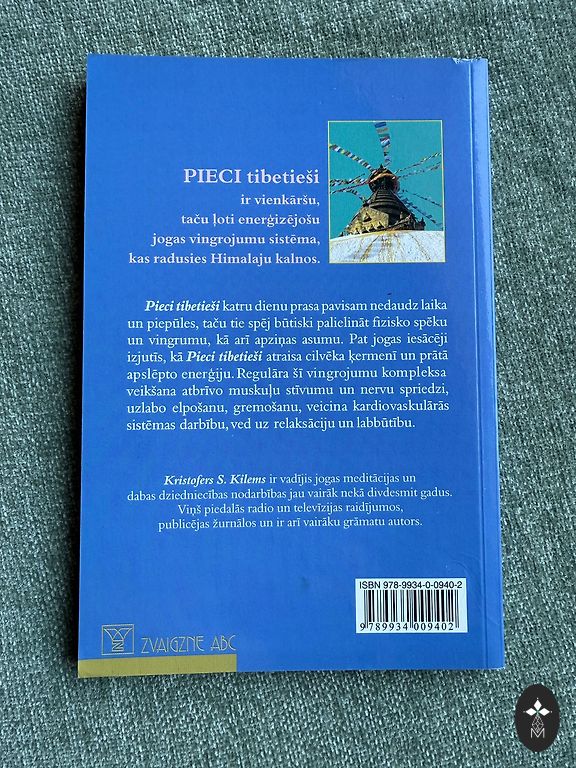 PIECI tibetieši
ir vienkāršu,
taču ļoti enerģizējošu
jogas vingrojumu sistēma,
kas radusies Himalaju kalnos.
Pieci tibetieši katru dienu prasa pavisam nedaudz laika
un piepūles, taču tie spēj būtiski palielināt fizisko spēku
un vingrumu, kā arī apziņas asumu. Pat jogas iesācēji
izjutīs, kā Pieci tibetieši atraisa cilvēka ķermenī un prātā
apslēpto enerģiju. Regulāra šī vingrojumu kompleksa
veikšana atbrīvo muskuļu stīvumu un nervu spriedzi,
uzlabo elpošanu, gremošanu, veicina kardiovaskulārās
sistēmas darbību, ved uz relaksāciju un labbūtību.
Kristofers S. Kilems ir vadījis jogas meditācijas un
dabas dziedniecības nodarbības jau vairāk nekā divdesmit gadus.
Viņš piedalās radio un televīzijas raidījumos,
publicējas žurnālos un ir arī vairāku grāmatu autors.
ISBN 978-9934-0-0940-2
9 789934 009402
ZVAIGZNE ABC
M